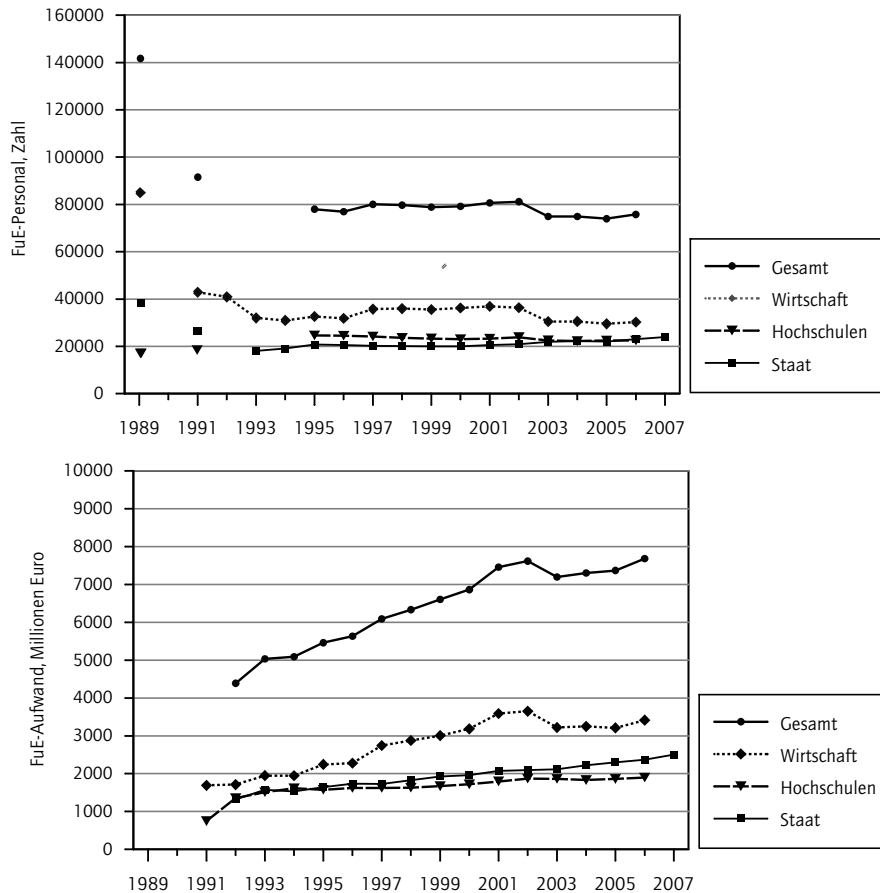 160000
140000
120000
100000
80000
60000
40000
20000
0
FuE-Personal, Zahl
1989 1991 1993 1995 1997 1999 2001 2003 2005 2007
Gesamt
Wirtschaft
Hochschulen
Staat
10000
9000
8000
7000
6000
5000
4000
3000
2000
1000
0
FuE-Aufwand, Millionen Euro
1989 1991 1993 1995 1997 1999 2001 2003 2005 2007
Gesamt
Wirtschaft
Hochschulen
Staat